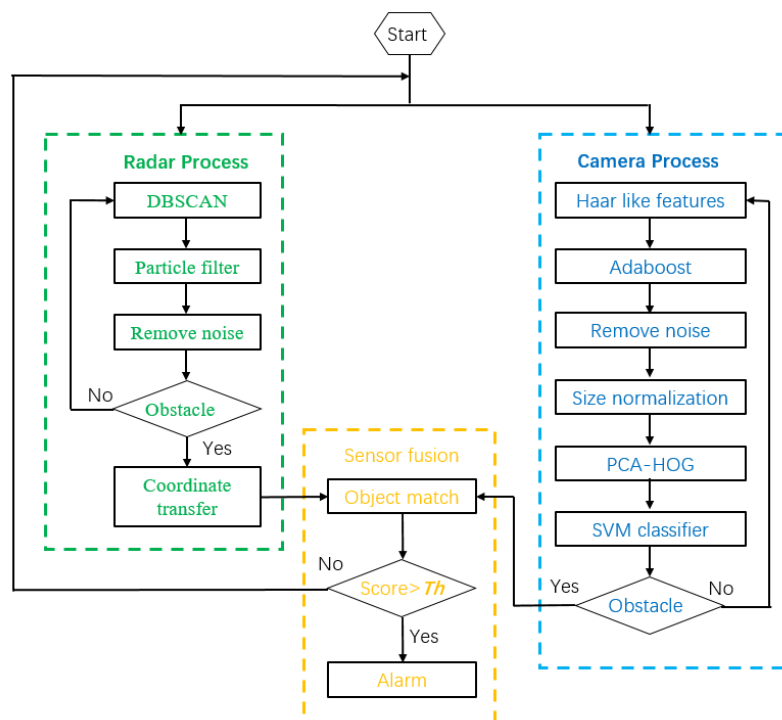 Start
Radar Process
DBSCAN
Particle filter
Remove noise
No
Obstacle
Yes
Coordinate
transfer
Camera Process
Haar like features
Adaboost
Remove noise
Size normalization
PCA-HOG
SVM classifier
Yes
Obstacle
No
Sensor fusion
Object match
No
Score>Th
Yes
Alarm